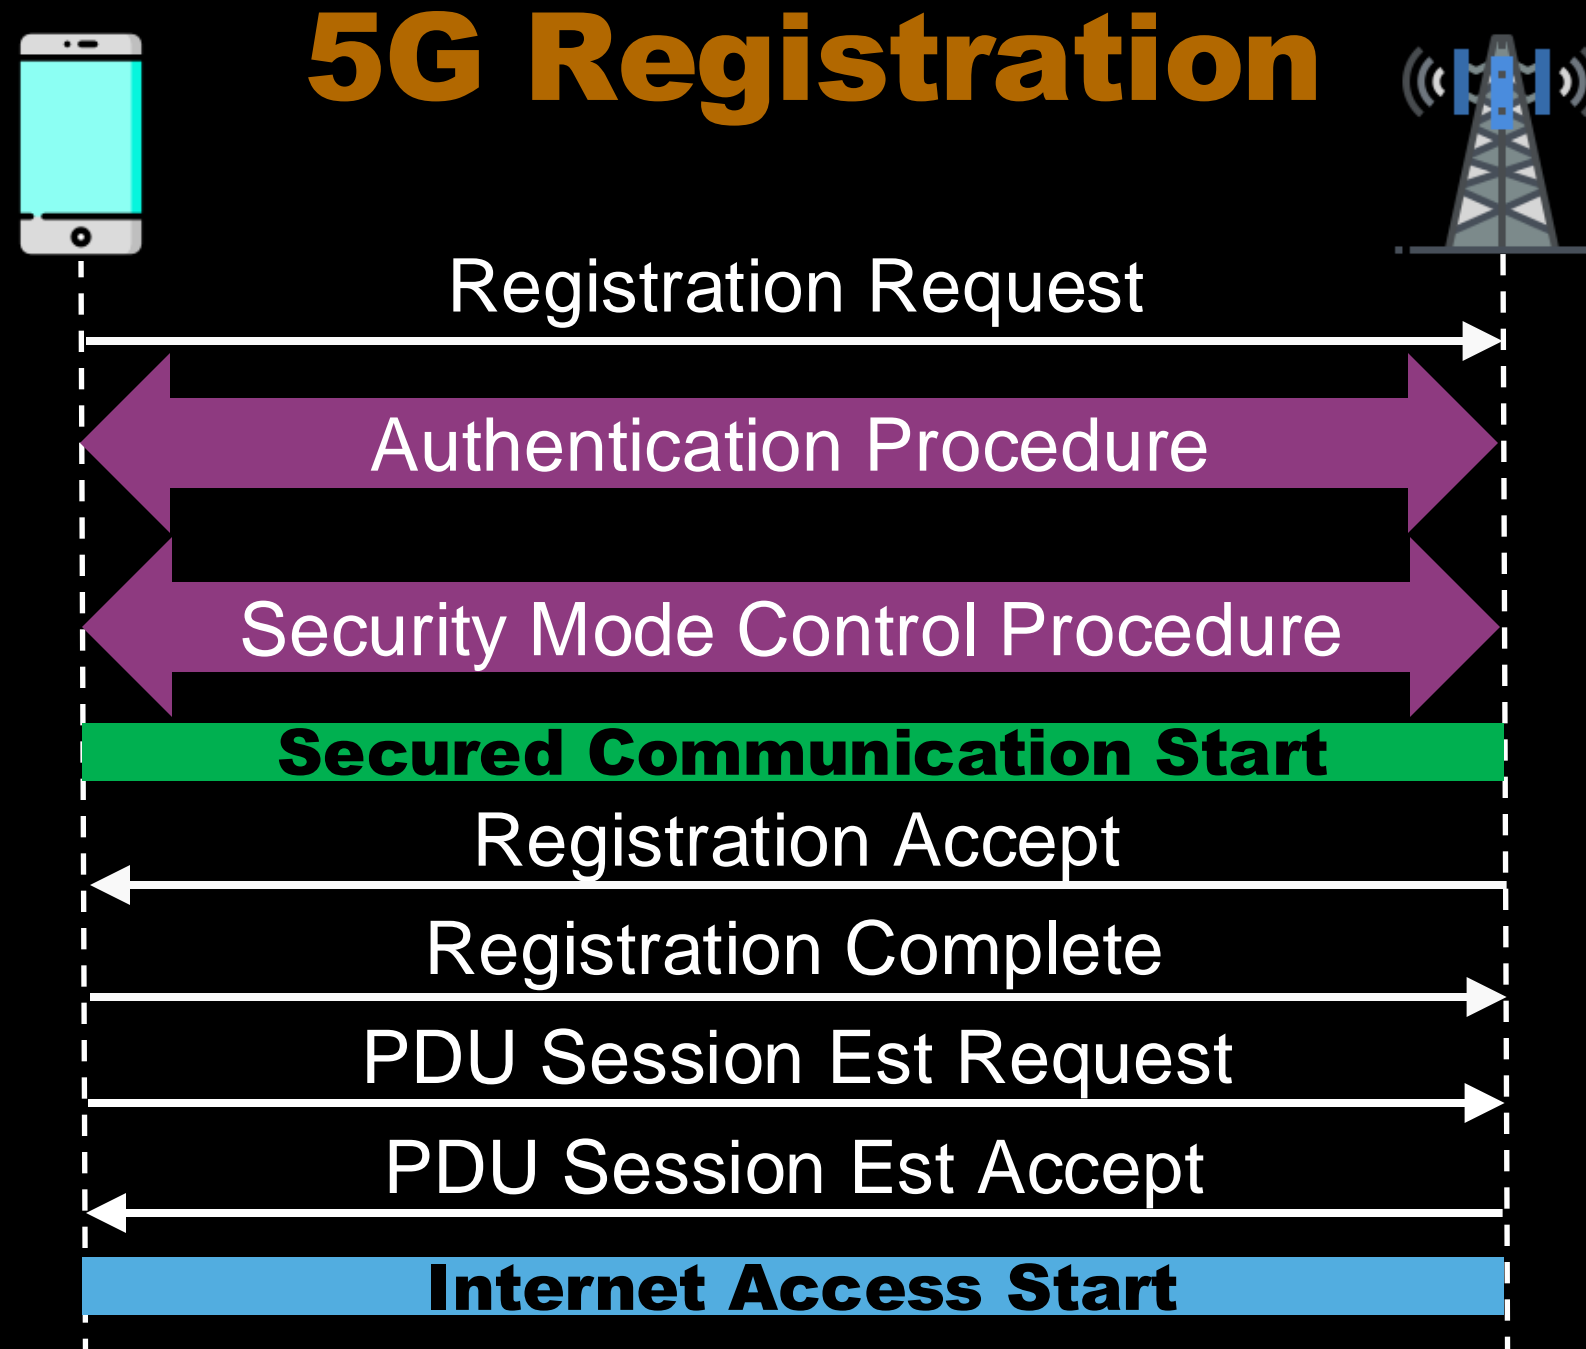 5G Registration
Registration Request
Authentication Procedure
Security Mode Control Procedure
Secured Communication Start
Registration Accept
Registration Complete
PDU Session Est Request
PDU Session Est Accept
Internet Access Start